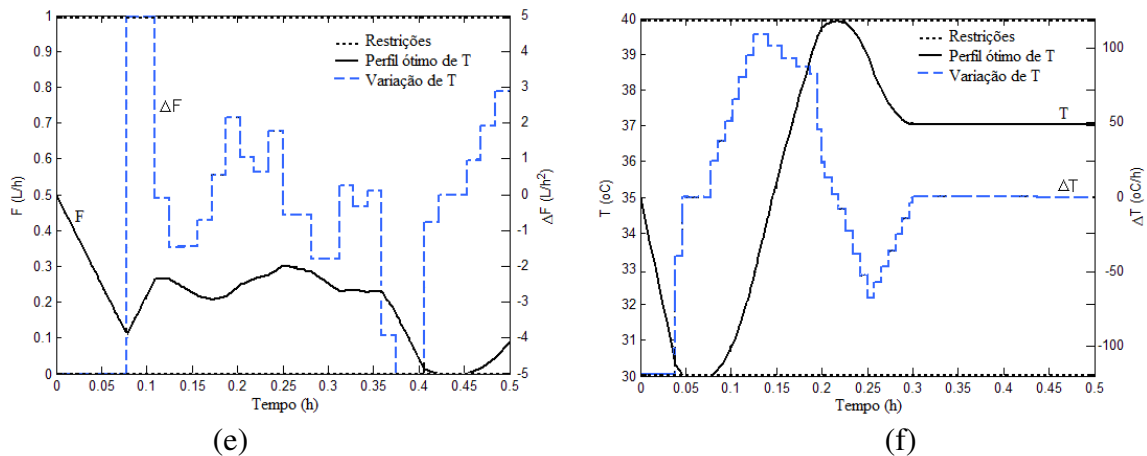 Restrições
Perfil ótimo de T
Variação de T
ΔF
F
F (L/h)
ΔF (L/h²)
1
0.9
0.8
0.7
0.6
0.5
0.4
0.3
0.2
0.1
0
5
4
3
2
1
0
-1
-2
-3
-4
-5
0 0.05 0.1 0.15 0.2 0.25 0.3 0.35 0.4 0.45 0.5
Tempo (h)
(e)
Restrições
Perfil ótimo de T
Variação de T
T
ΔT
T (oC)
ΔT (oC/h)
40
39
38
37
36
35
34
33
32
31
30
100
50
0
-50
-100
0 0.05 0.1 0.15 0.2 0.25 0.3 0.35 0.4 0.45 0.5
Tempo (h)
(f)